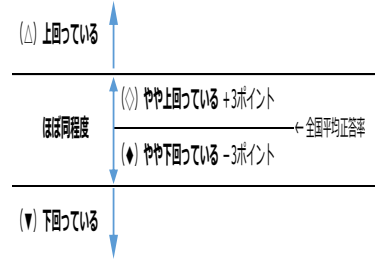 （△）上回っている
（◇）やや上回っている +3ポイント
ほぼ同程度
←全国平均正答率
（♦）やや下回っている −3ポイント
（▼）下回っている